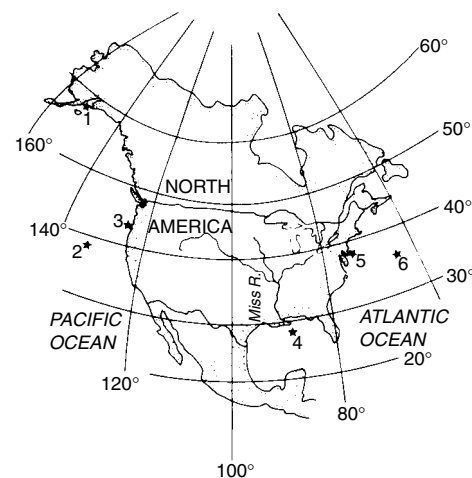 60°
1
50°
160°
NORTH
40°
140°
3
AMERICA
2
5
6
30°
Miss R.
PACIFIC
OCEAN
ATLANTIC
OCEAN
4
20°
120°
80°
100°